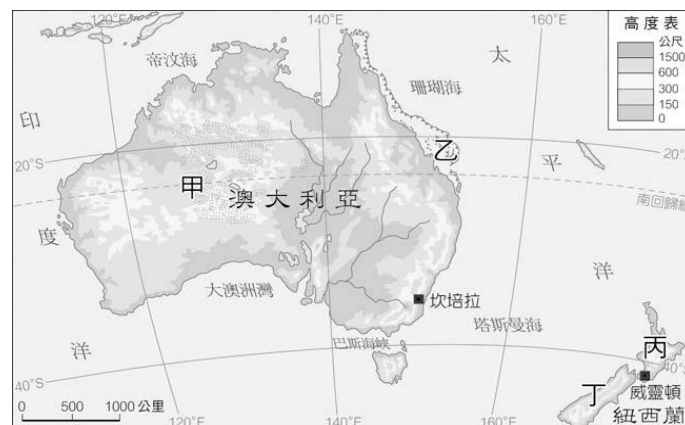 120°E
140°E
160°E
高度表
公尺
1500
600
300
150
0
帝汶海
珊瑚海
太
平
洋
印
度
洋
20°S
20°S
甲
乙
澳大利亞
南回歸線
大澳洲灣
坎培拉
塔斯曼海
巴斯海峽
丙
丁
40°S
40°S
威靈頓
紐西蘭
0 500 1000 公里
120°E
140°E
160°E